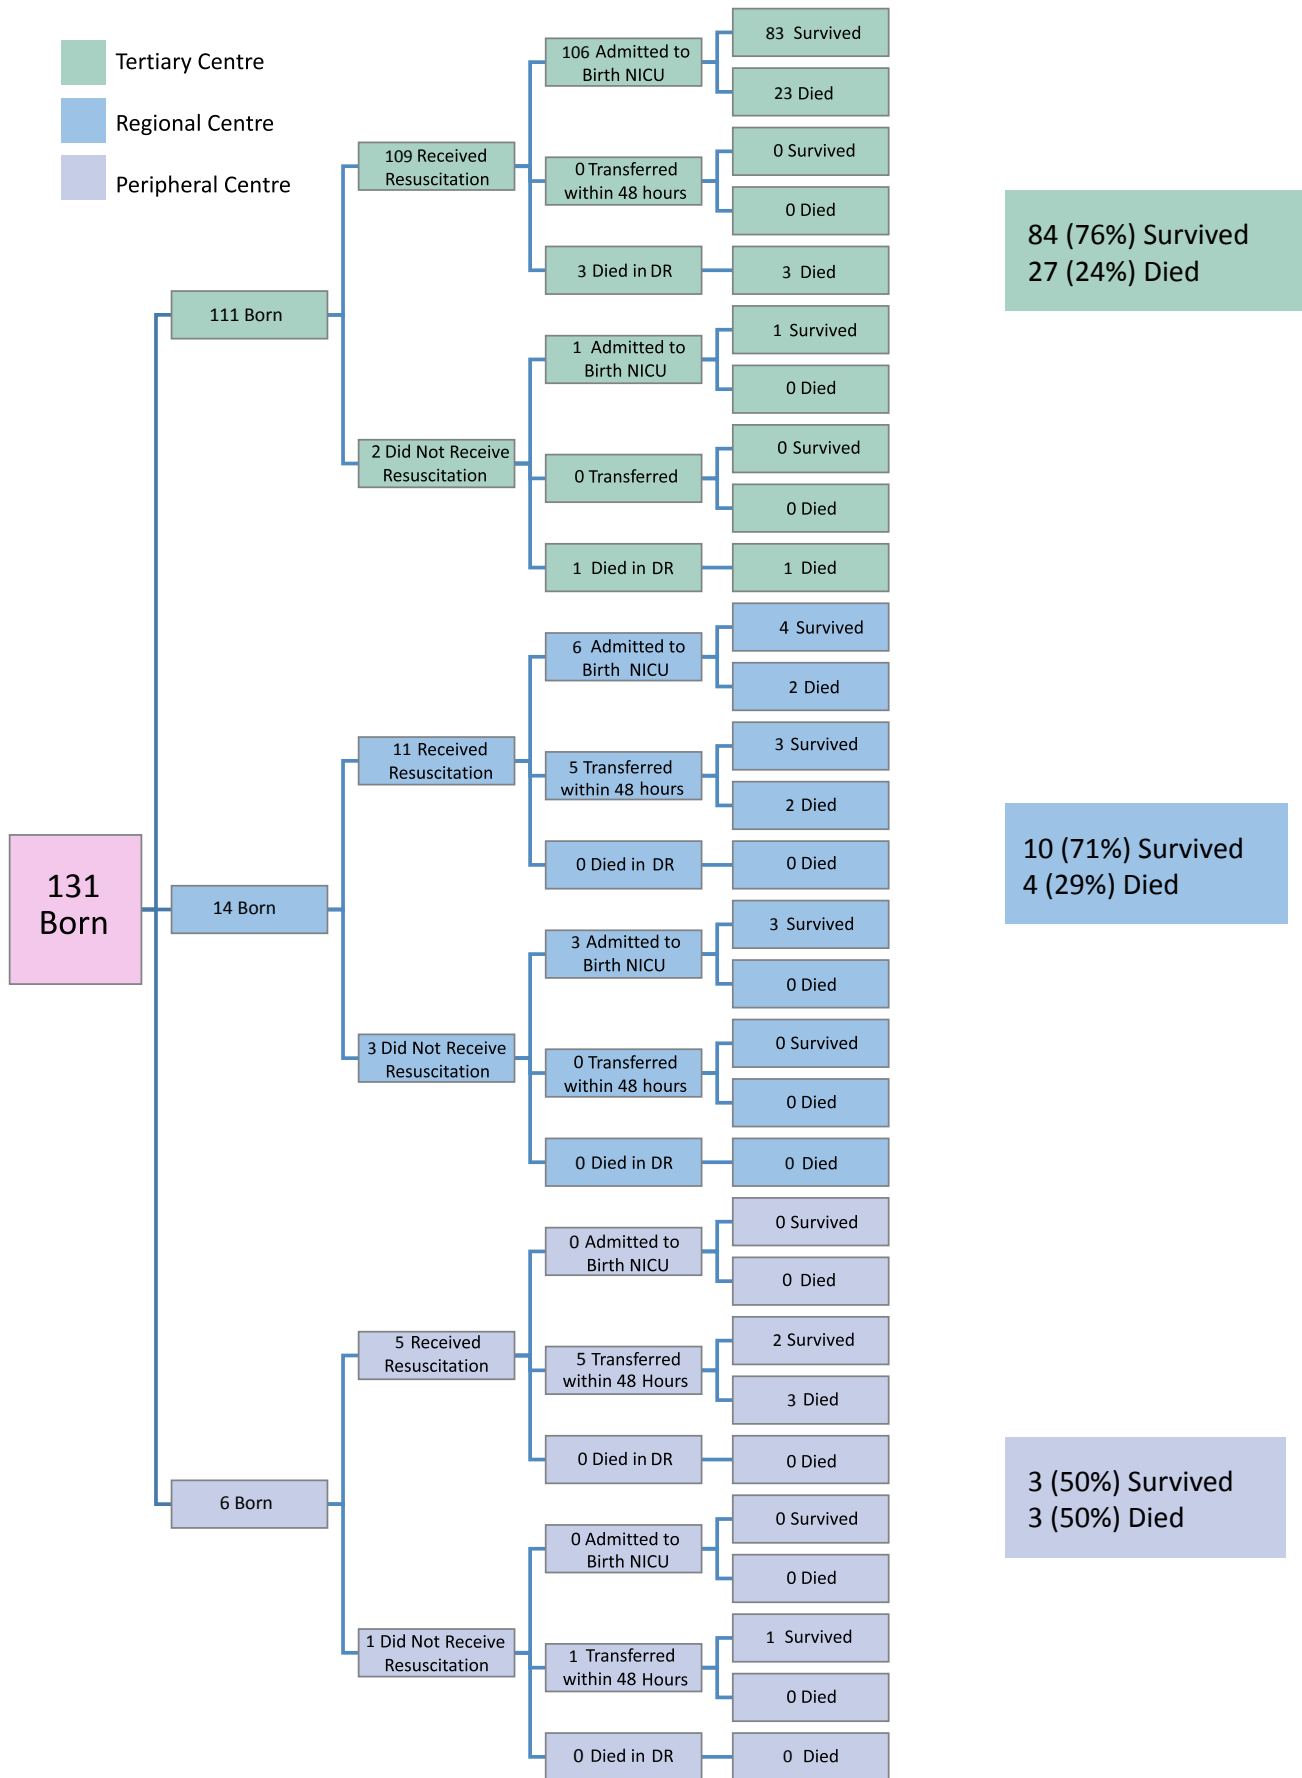 Tertiary Centre
Regional Centre
Peripheral Centre
131
Born
111 Born
109 Received
Resuscitation
106 Admitted to
Birth NICU
83 Survived
23 Died
0 Transferred
within 48 hours
0 Survived
0 Died
3 Died in DR
3 Died
2 Did Not Receive
Resuscitation
1 Admitted to
Birth NICU
1 Survived
0 Died
0 Transferred
0 Survived
0 Died
1 Died in DR
1 Died
84 (76%) Survived
27 (24%) Died
14 Born
11 Received
Resuscitation
6 Admitted to
Birth NICU
4 Survived
2 Died
5 Transferred
within 48 hours
3 Survived
2 Died
0 Died in DR
0 Died
3 Did Not Receive
Resuscitation
3 Admitted to
Birth NICU
3 Survived
0 Died
0 Transferred
within 48 hours
0 Survived
0 Died
0 Died in DR
0 Died
10 (71%) Survived
4 (29%) Died
6 Born
5 Received
Resuscitation
0 Admitted to
Birth NICU
0 Survived
0 Died
5 Transferred
within 48 Hours
2 Survived
3 Died
0 Died in DR
0 Died
1 Did Not Receive
Resuscitation
0 Admitted to
Birth NICU
0 Survived
0 Died
1 Transferred
within 48 Hours
1 Survived
0 Died
0 Died in DR
0 Died
3 (50%) Survived
3 (50%) Died